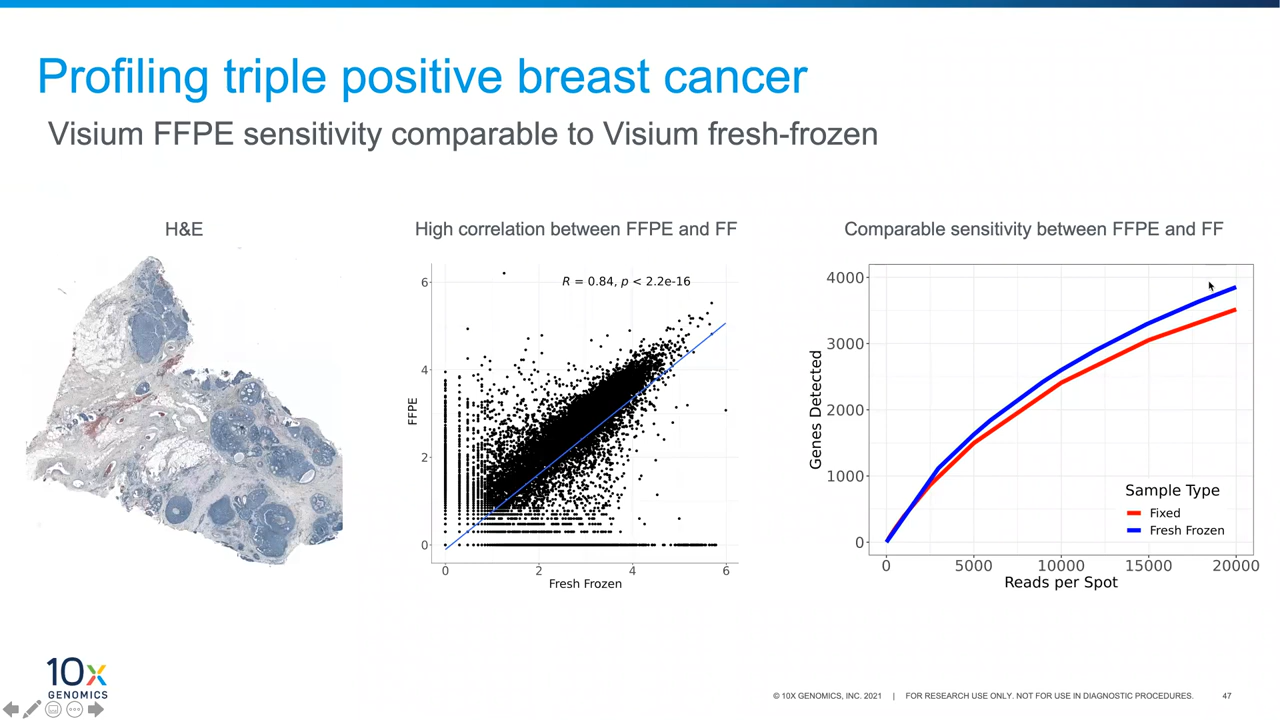 Profiling triple positive breast cancer
Visium FFPE sensitivity comparable to Visium fresh-frozen
H&E
High correlation between FFPE and FF
Comparable sensitivity between FFPE and FF
R = 0.84, p < 2.2e-16
6
4
2
0
FFPE
0 2 4 6
Fresh Frozen
4000
3000
2000
1000
0
Genes Detected
Sample Type
Fixed
Fresh Frozen
0 5000 10000 15000 20000
Reads per Spot
10x
GENOMICS
© 10X GENOMICS, INC. 2021 | FOR RESEARCH USE ONLY. NOT FOR USE IN DIAGNOSTIC PROCEDURES. 47